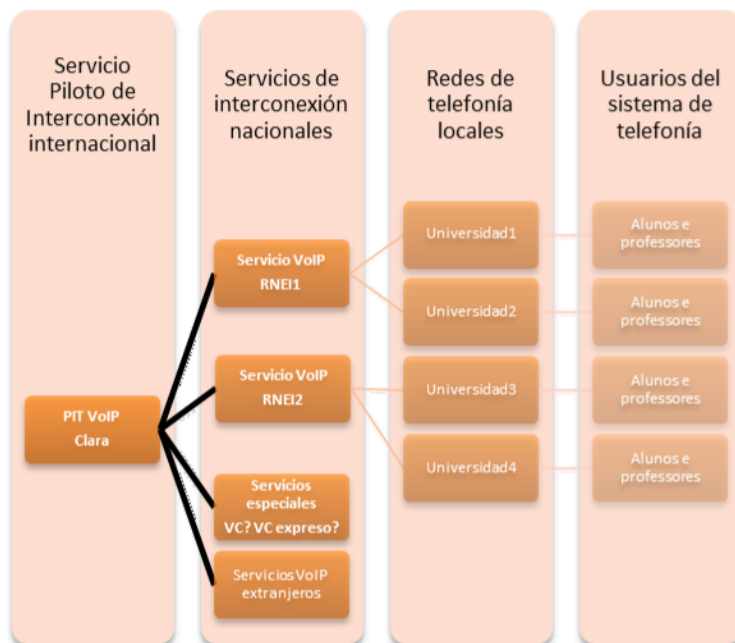 Servicio
Piloto de
Interconexión
internacional
Servicios de
interconexión
nacionales
Redes de
telefonía
locales
Usuarios del
sistema de
telefonía
PIT VoIP
Clara
Servicio VoIP
RNEI1
Servicio VoIP
RNEI2
Servicios
especiales
VC? VC expreso?
Servicios VoIP
extranjeros
Universidad1
Universidad2
Universidad3
Universidad4
Alunos e
professores
Alunos e
professores
Alunos e
professores
Alunos e
professores